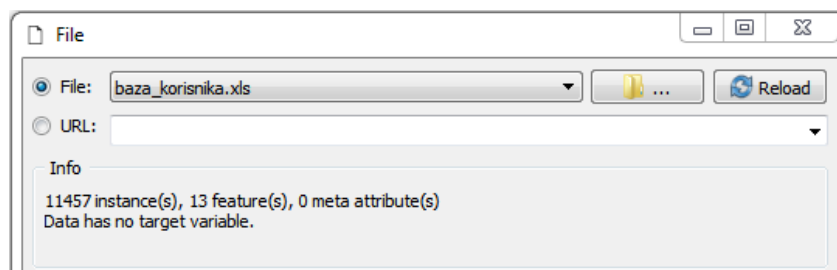 File
File: baza_korisnika.xls ... Reload
URL:
Info
11457 instance(s), 13 feature(s), 0 meta attribute(s)
Data has no target variable.